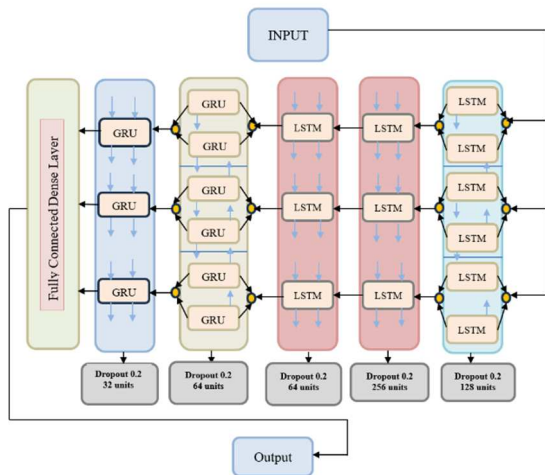 INPUT
Fully Connected Dense Layer
GRU
GRU
GRU
GRU
GRU
GRU
GRU
GRU
GRU
LSTM
LSTM
LSTM
LSTM
LSTM
LSTM
LSTM
LSTM
LSTM
LSTM
LSTM
LSTM
Dropout 0.2
32 units
Dropout 0.2
64 units
Dropout 0.2
64 units
Dropout 0.2
256 units
Dropout 0.2
128 units
Output